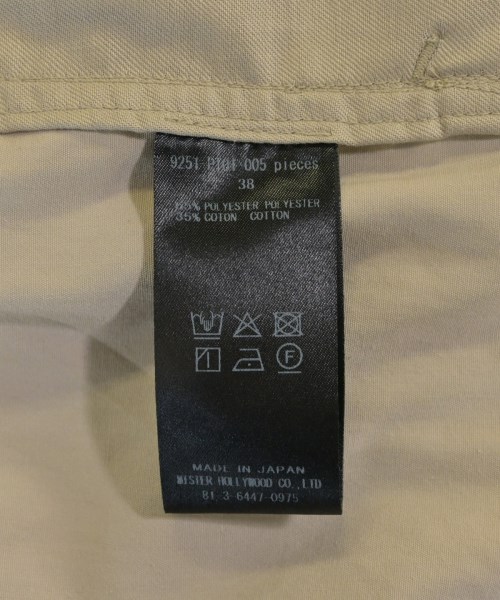 9251 PT01 005 pieces
38
65% POLYESTER POLYESTER
35% COTON COTTON
F
MADE IN JAPAN
MISTER HOLLYWOOD CO.,LTD
81-3-6447-0975